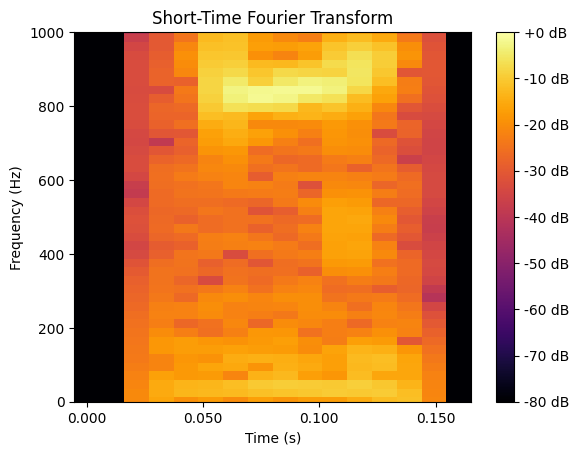 Short-Time Fourier Transform
1000
800
600
400
200
0
Frequency (Hz)
0.000
0.050
0.100
0.150
Time (s)
+0 dB
-10 dB
-20 dB
-30 dB
-40 dB
-50 dB
-60 dB
-70 dB
-80 dB